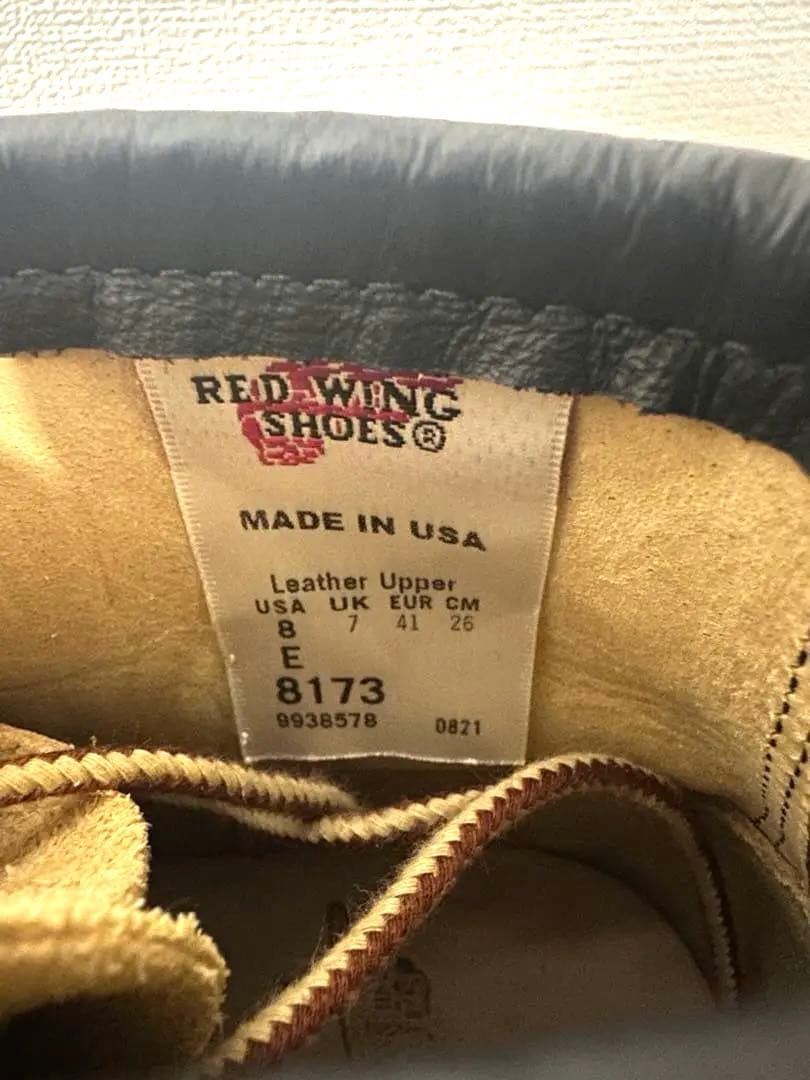 RED WING
SHOES®
MADE IN USA
Leather Upper
USA UK EUR CM
8 7 41 26
E
8173
9938578 0821